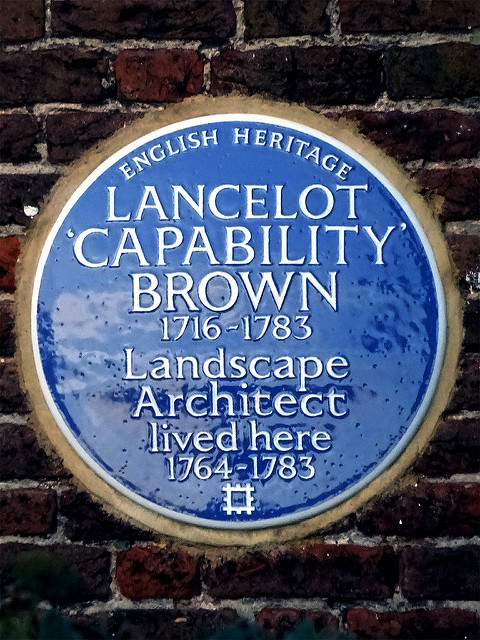 ENGLISH HERITAGE
LANCELOT
'CAPABILITY'
BROWN
1716-1783
Landscape
Architect
lived here
1764-1783